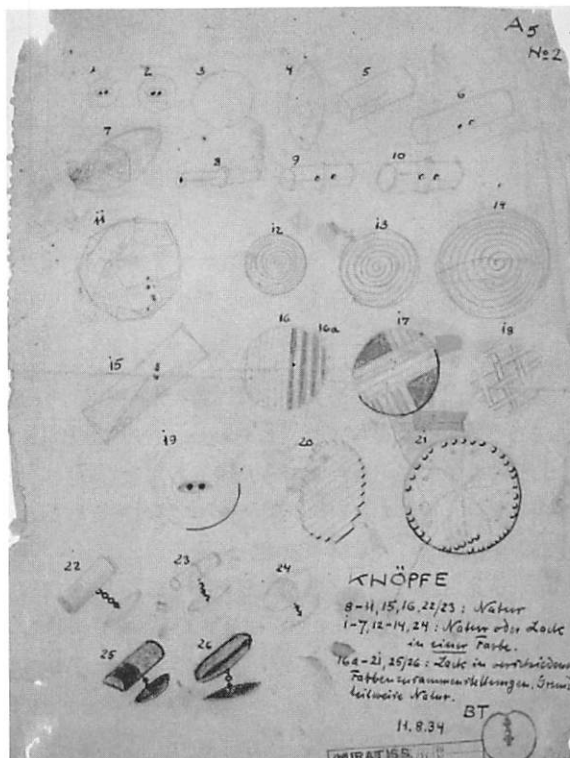 A5
No 2
1 2 3 4 5 6
7 8 9 10
11 12 13 14
15 16 16a 17 18
19 20 21
22 23 24
25 26
KNÖPFE
8-11, 15, 16, 22/23: Natur
1-7, 12-14, 24: Natur oder Lack
in einer Farbe.
16a-21, 25/26: Lack in verschiedenen
Farbenzusammenstellungen,
teilweise Natur.
BT
11.8.34